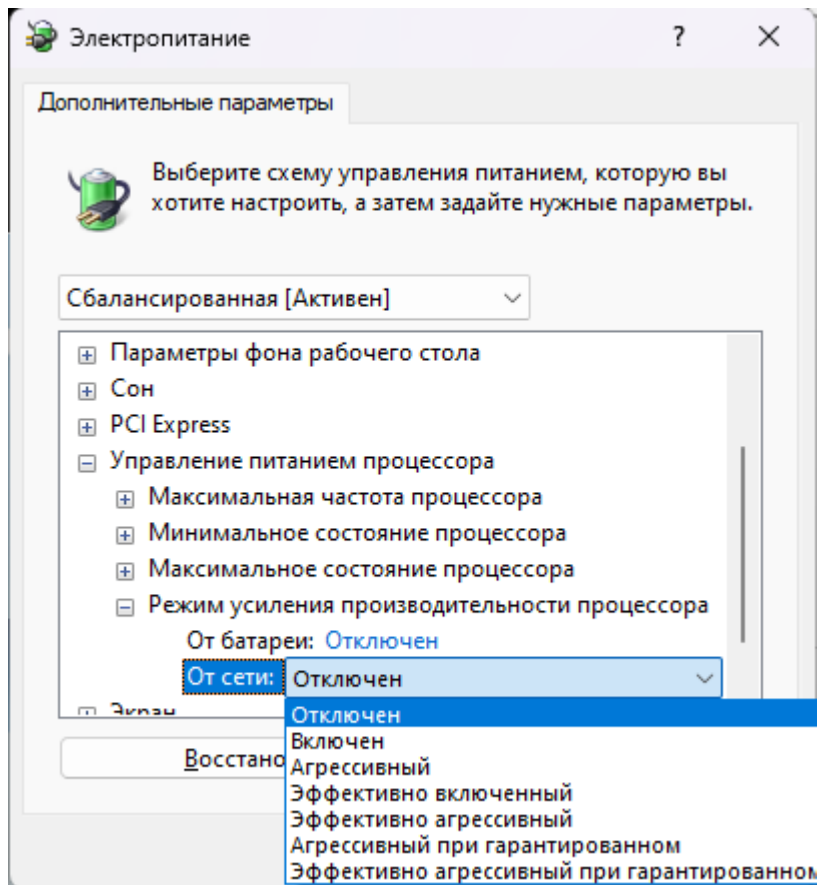 Электропитание
?
Дополнительные параметры
Выберите схему управления питанием, которую вы
хотите настроить, а затем задайте нужные параметры.
Сбалансированная [Активен]
Параметры фона рабочего стола
Сон
PCI Express
Управление питанием процессора
Максимальная частота процессора
Минимальное состояние процессора
Максимальное состояние процессора
Режим усиления производительности процессора
От батареи: Отключен
От сети: Отключен
Экран
Отключен
Включен
Восстано
Агрессивный
Эффективно включенный
Эффективно агрессивный
Агрессивный при гарантированном
Эффективно агрессивный при гарантированном